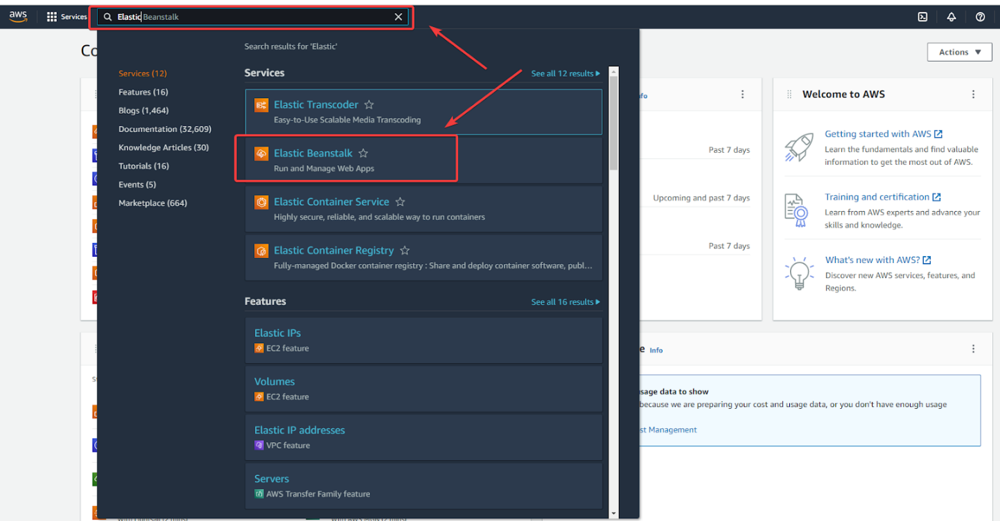 aws
Services
Elastic Beanstalk
Search results for 'Elastic'
Services (12)
Features (16)
Blogs (1,464)
Documentation (32,609)
Knowledge Articles (30)
Tutorials (16)
Events (5)
Marketplace (664)
Services
See all 12 results
Elastic Transcoder
Easy-to-Use Scalable Media Transcoding
Elastic Beanstalk
Run and Manage Web Apps
Elastic Container Service
Highly secure, reliable, and scalable way to run containers
Elastic Container Registry
Fully-managed Docker container registry : Share and deploy container software, publ...
Features
See all 16 results
Elastic IPs
EC2 feature
Volumes
EC2 feature
Elastic IP addresses
VPC feature
Servers
AWS Transfer Family feature
Actions
Past 7 days
Upcoming and past 7 days
Past 7 days
Welcome to AWS
Getting started with AWS
Learn the fundamentals and find valuable
information to get the most out of AWS.
Training and certification
Learn from AWS experts and advance your
skills and knowledge.
What's new with AWS?
Discover new AWS services, features, and
Regions.
Info
usage data to show
because we are preparing your cost and usage data, or you don't have enough usage
Management